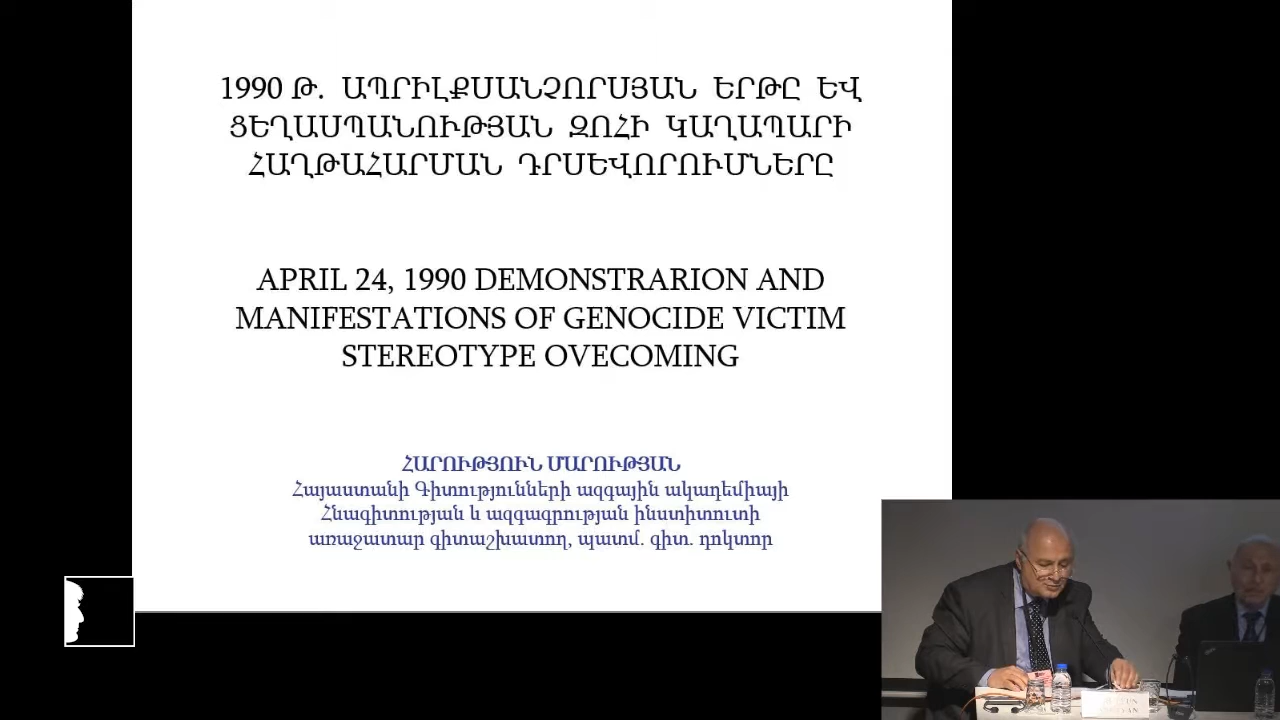 1990 Թ. ԱՊՐԻԼՔՍԱՆՉՈՐՍՅԱՆ ԵՐԹԸ ԵՎ
ՑԵՂԱՍՊԱՆՈՒԹՅԱՆ ԶՈՀԻ ԿԱՂԱՊԱՐԻ
ՀԱՂԹԱՀԱՐՄԱՆ ԴՐՍԵՎՈՐՈՒՄՆԵՐԸ
APRIL 24, 1990 DEMONSTRARION AND
MANIFESTATIONS OF GENOCIDE VICTIM
STEREOTYPE OVECOMING
ՀԱՐՈՒԹՅՈՒՆ ՄԱՐՈՒԹՅԱՆ
Հայաստանի Գիտությունների ազգային ակադեմիայի
Հնագիտության և ազգագրության ինստիտուտի
առաջատար գիտաշխատող, պատմ. գիտ. դոկտոր